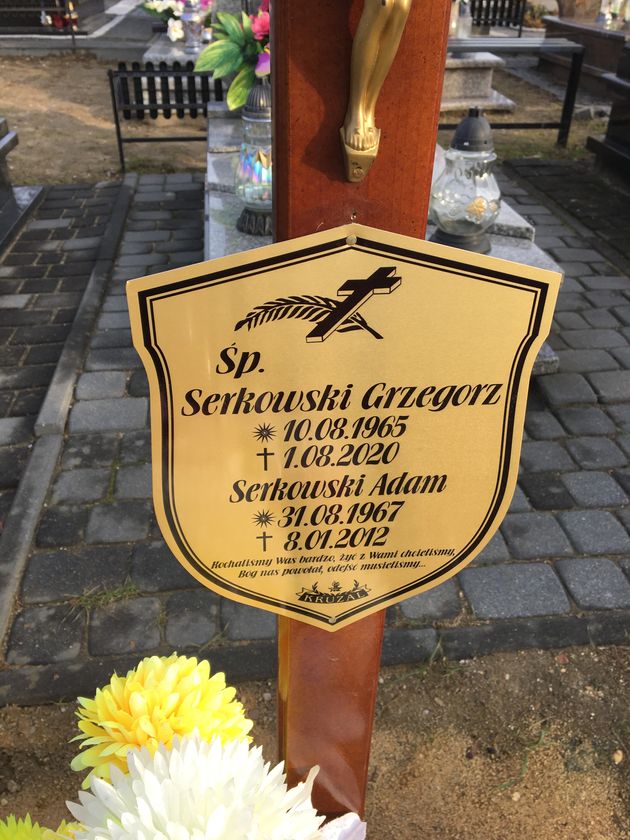 Śp.
Serkowski Grzegorz
10.08.1965
1.08.2020
Serkowski Adam
31.08.1967
8.01.2012
Kochaliśmy Was bardzo, żyć z Wami chcieliśmy,
Bog nas powołał, odejść musieliśmy...
KRUŻAL